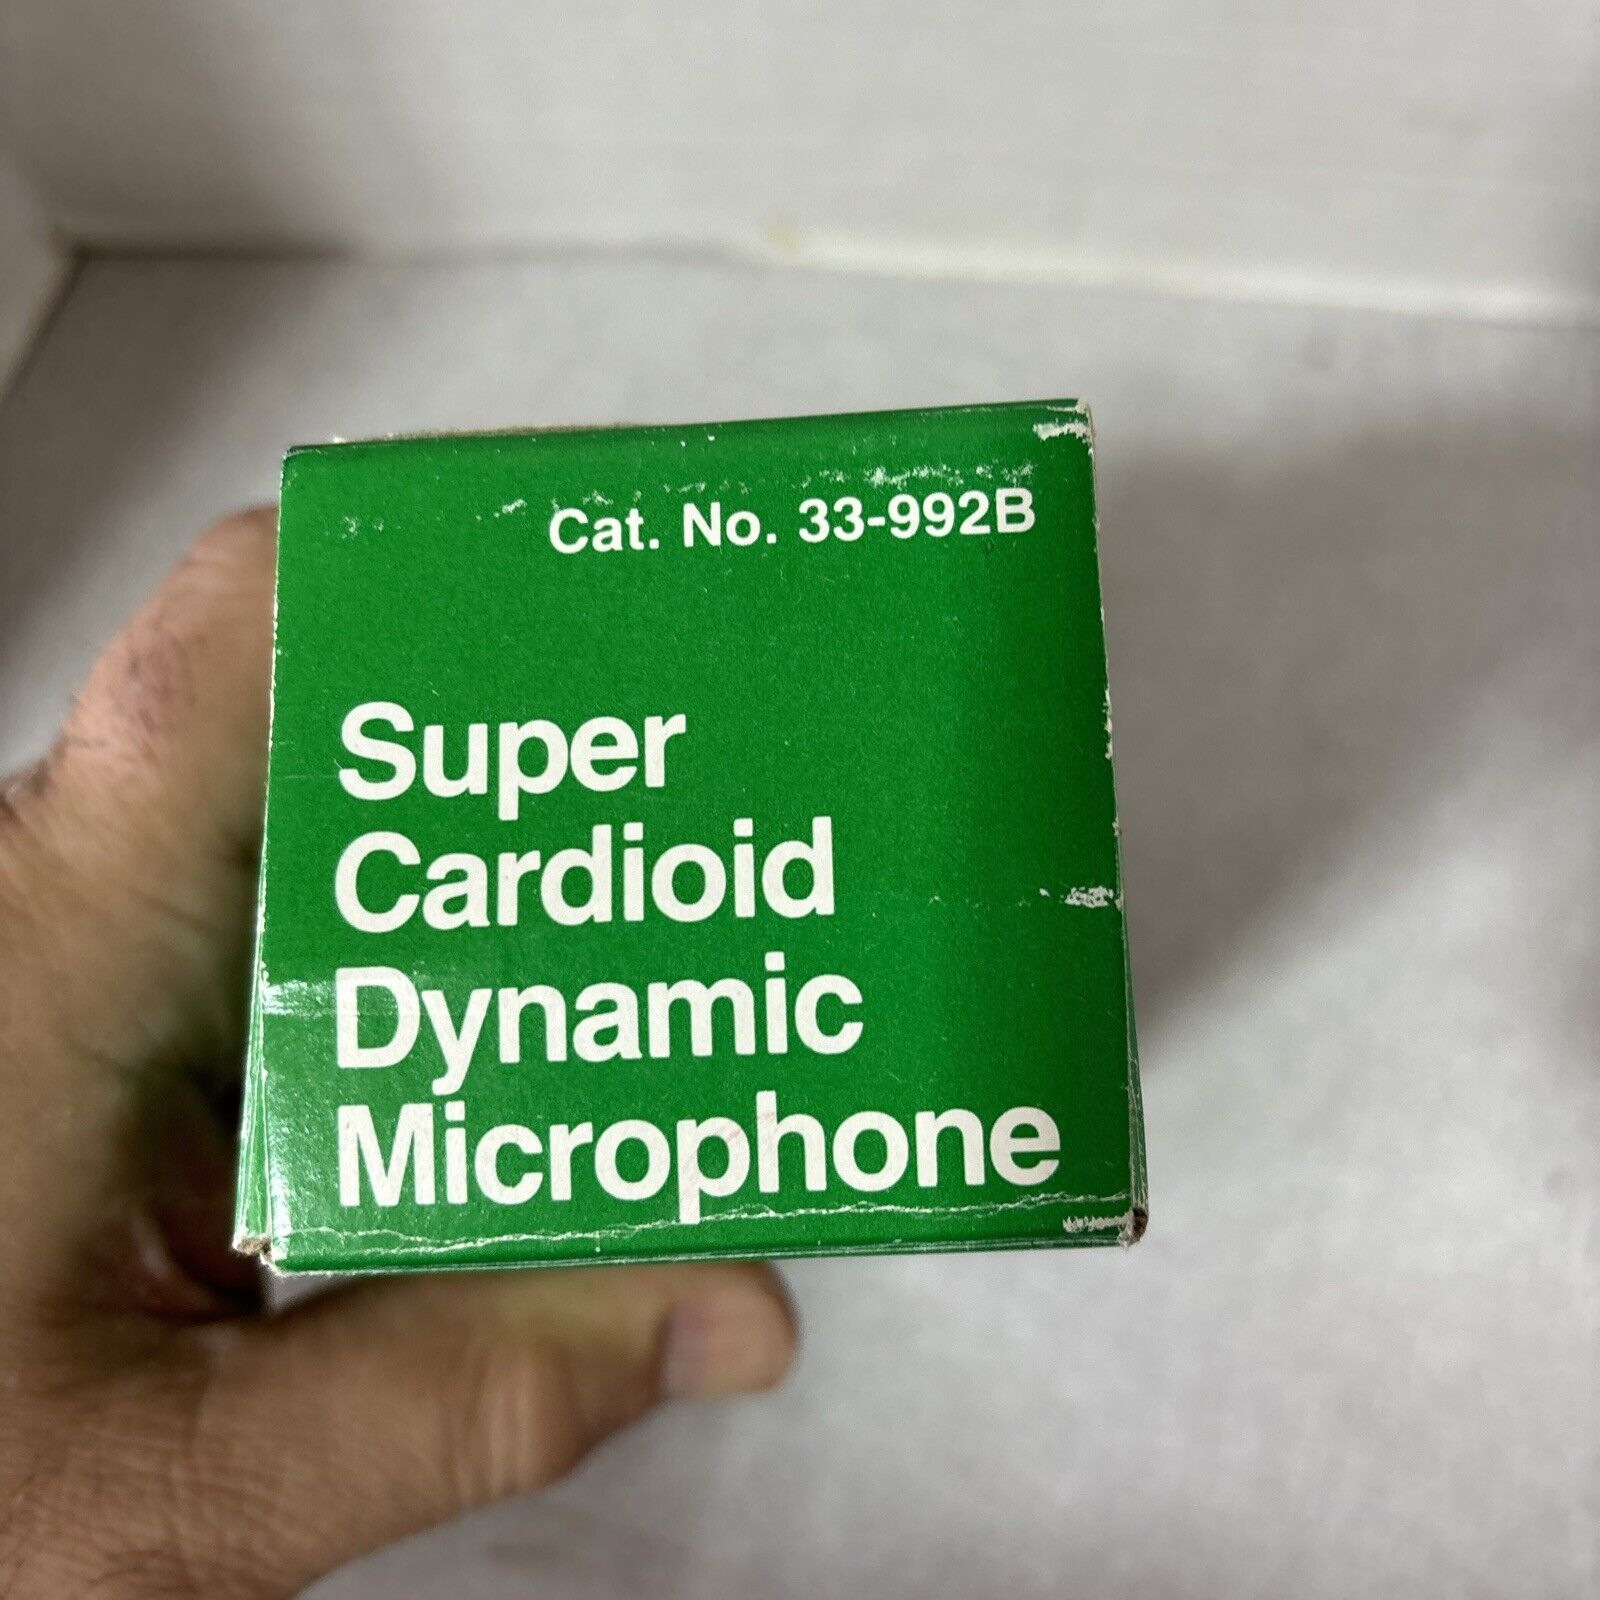 Cat. No. 33-992B
Super
Cardioid
Dynamic
Microphone